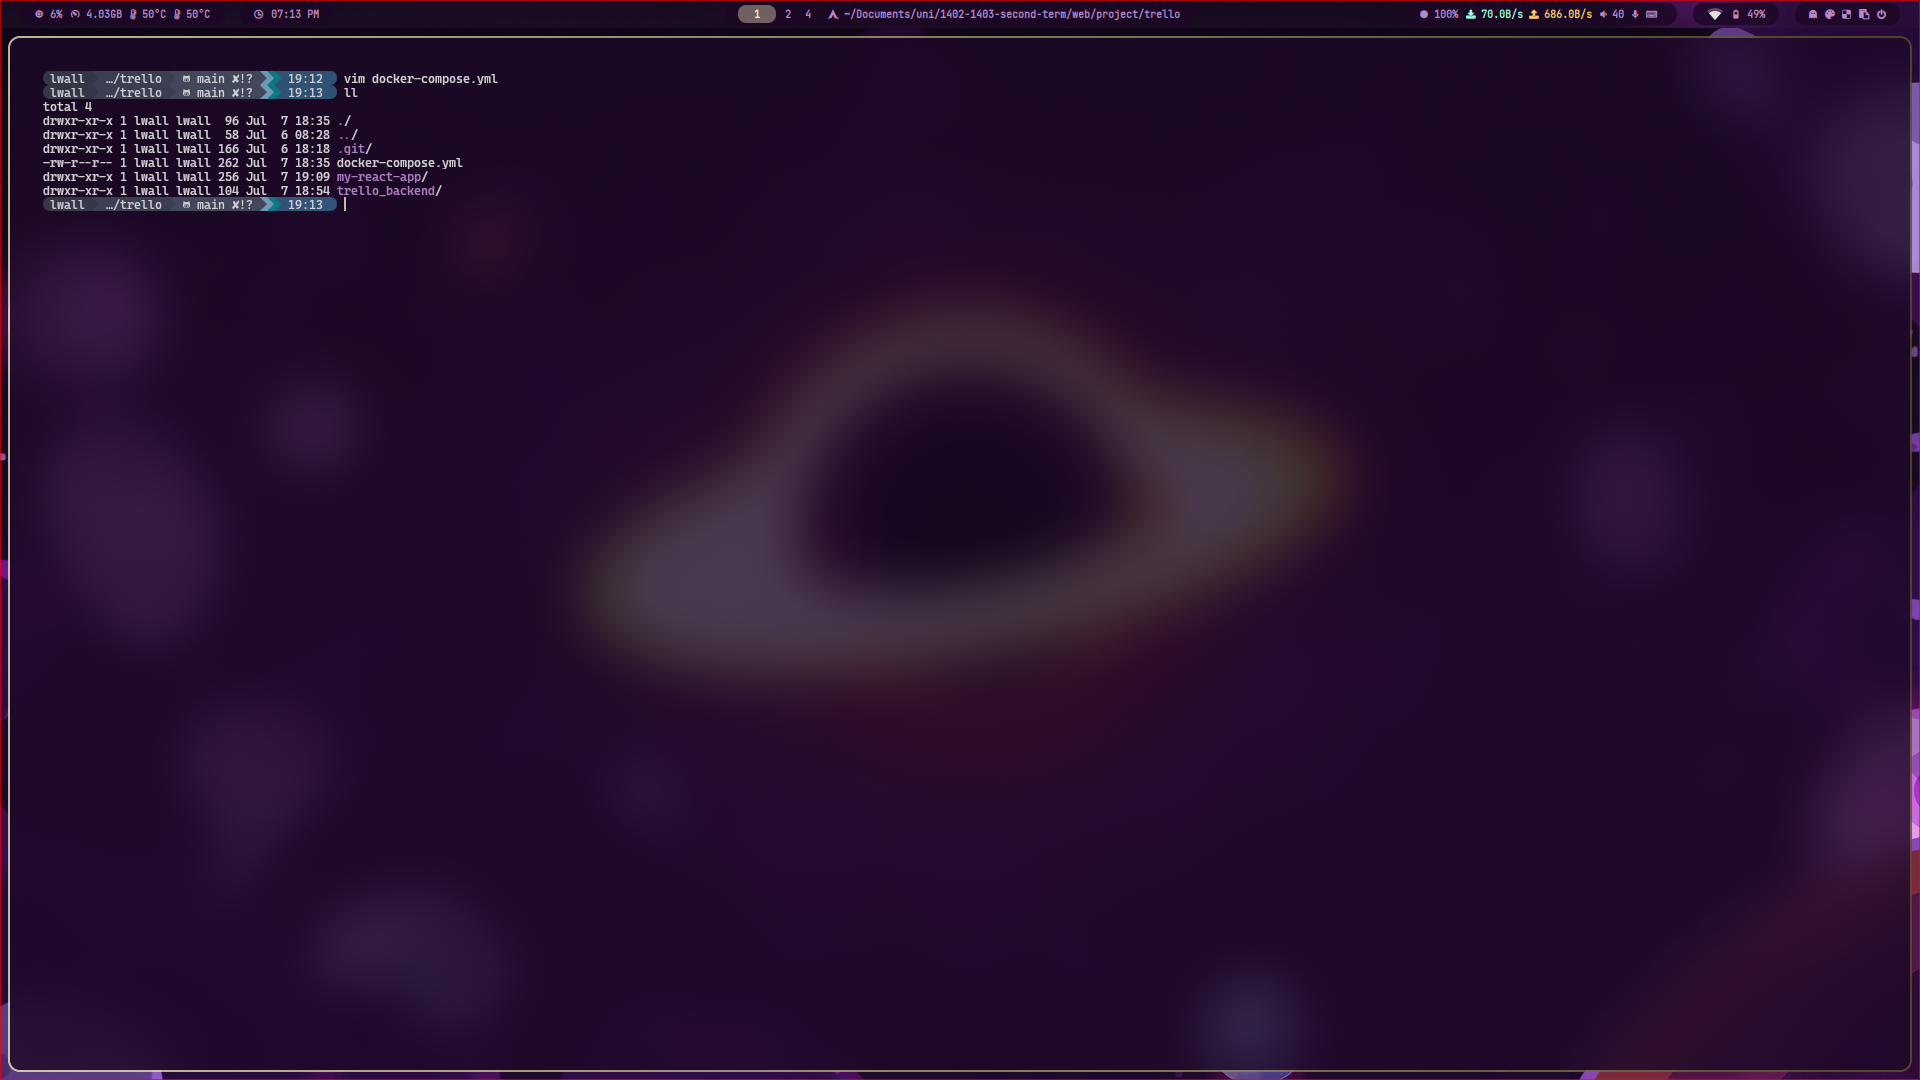 6% 4.03GB 50°C 50°C 07:13 PM 1 2 4 ~/Documents/uni/1402-1403-second-term/web/project/trello 100% 70.0B/s 686.0B/s 40 49%
lwall …/trello main ✘!? 19:12 vim docker-compose.yml
lwall …/trello main ✘!? 19:13 ll
total 4
drwxr-xr-x 1 lwall lwall  96 Jul  7 18:35 ./
drwxr-xr-x 1 lwall lwall  58 Jul  6 08:28 ../
drwxr-xr-x 1 lwall lwall 166 Jul  6 18:18 .git/
-rw-r--r-- 1 lwall lwall 262 Jul  7 18:35 docker-compose.yml
drwxr-xr-x 1 lwall lwall 256 Jul  7 19:09 my-react-app/
drwxr-xr-x 1 lwall lwall 104 Jul  7 18:54 trello_backend/
lwall …/trello main ✘!? 19:13